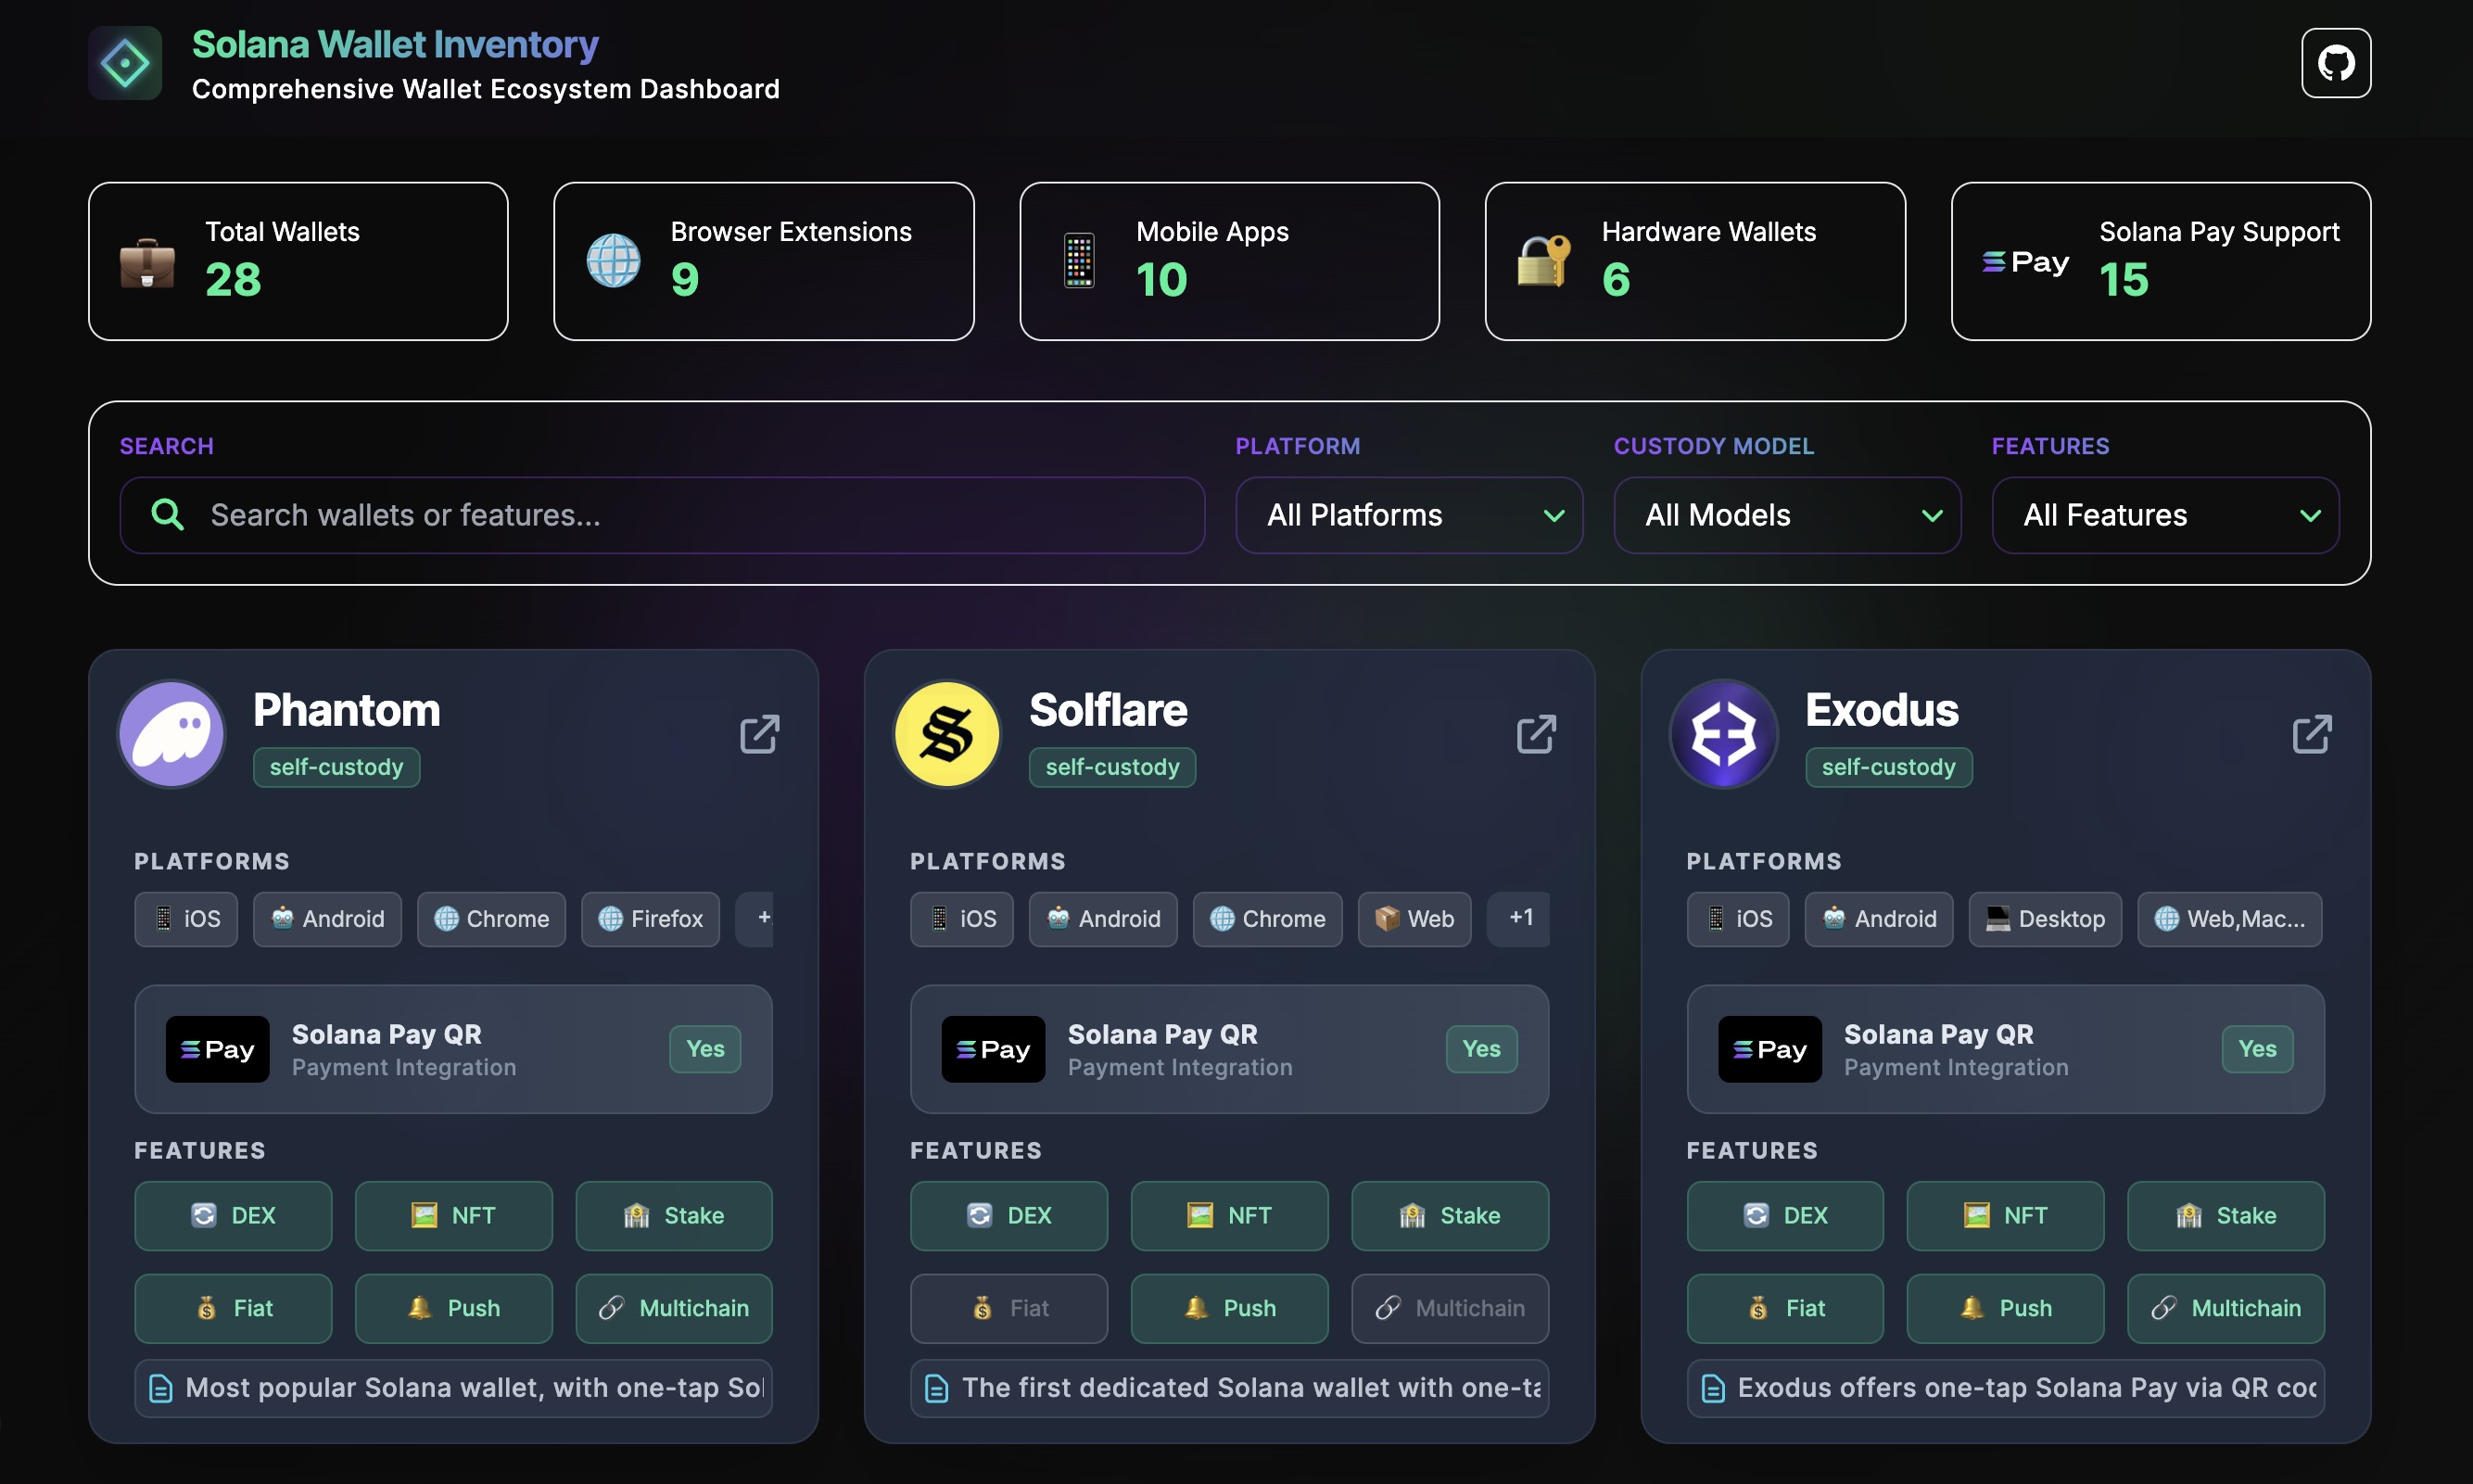 Solana Wallet Inventory
Comprehensive Wallet Ecosystem Dashboard
Total Wallets
28
Browser Extensions
9
Mobile Apps
10
Hardware Wallets
6
Pay
Solana Pay Support
15
SEARCH
Search wallets or features...
PLATFORM
All Platforms
CUSTODY MODEL
All Models
FEATURES
All Features
Phantom
self-custody
PLATFORMS
iOS Android Chrome Firefox +
Pay
Solana Pay QR
Payment Integration
Yes
FEATURES
DEX NFT Stake
Fiat Push Multichain
Most popular Solana wallet, with one-tap Sol
Solflare
self-custody
PLATFORMS
iOS Android Chrome Web +1
Pay
Solana Pay QR
Payment Integration
Yes
FEATURES
DEX NFT Stake
Fiat Push Multichain
The first dedicated Solana wallet with one-ta
Exodus
self-custody
PLATFORMS
iOS Android Desktop Web,Mac...
Pay
Solana Pay QR
Payment Integration
Yes
FEATURES
DEX NFT Stake
Fiat Push Multichain
Exodus offers one-tap Solana Pay via QR coc